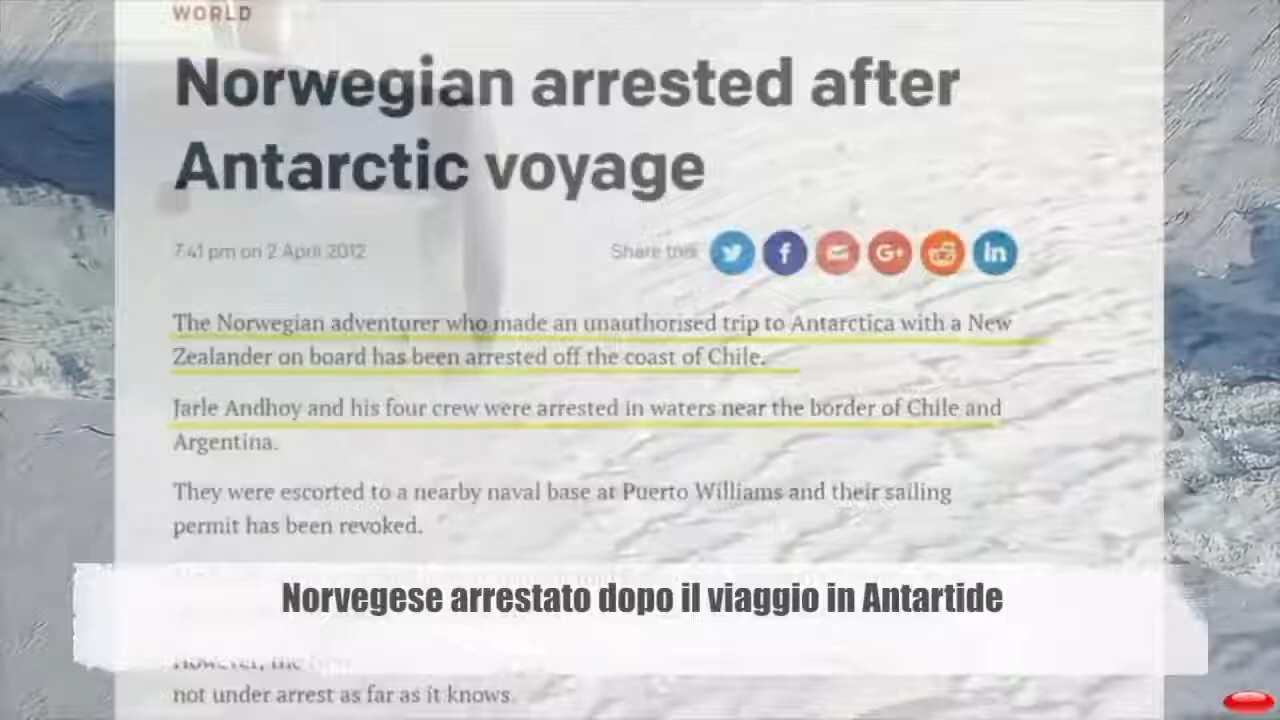 WORLD
Norwegian arrested after
Antarctic voyage
7:41 pm on 2 April 2012
Share this
The Norwegian adventurer who made an unauthorised trip to Antarctica with a New
Zealander on board has been arrested off the coast of Chile.
Jarle Andhoy and his four crew were arrested in waters near the border of Chile and
Argentina.
They were escorted to a nearby naval base at Puerto Williams and their sailing
permit has been revoked.
Norvegese arrestato dopo il viaggio in Antartide
However, the
not under arrest as far as it knows.